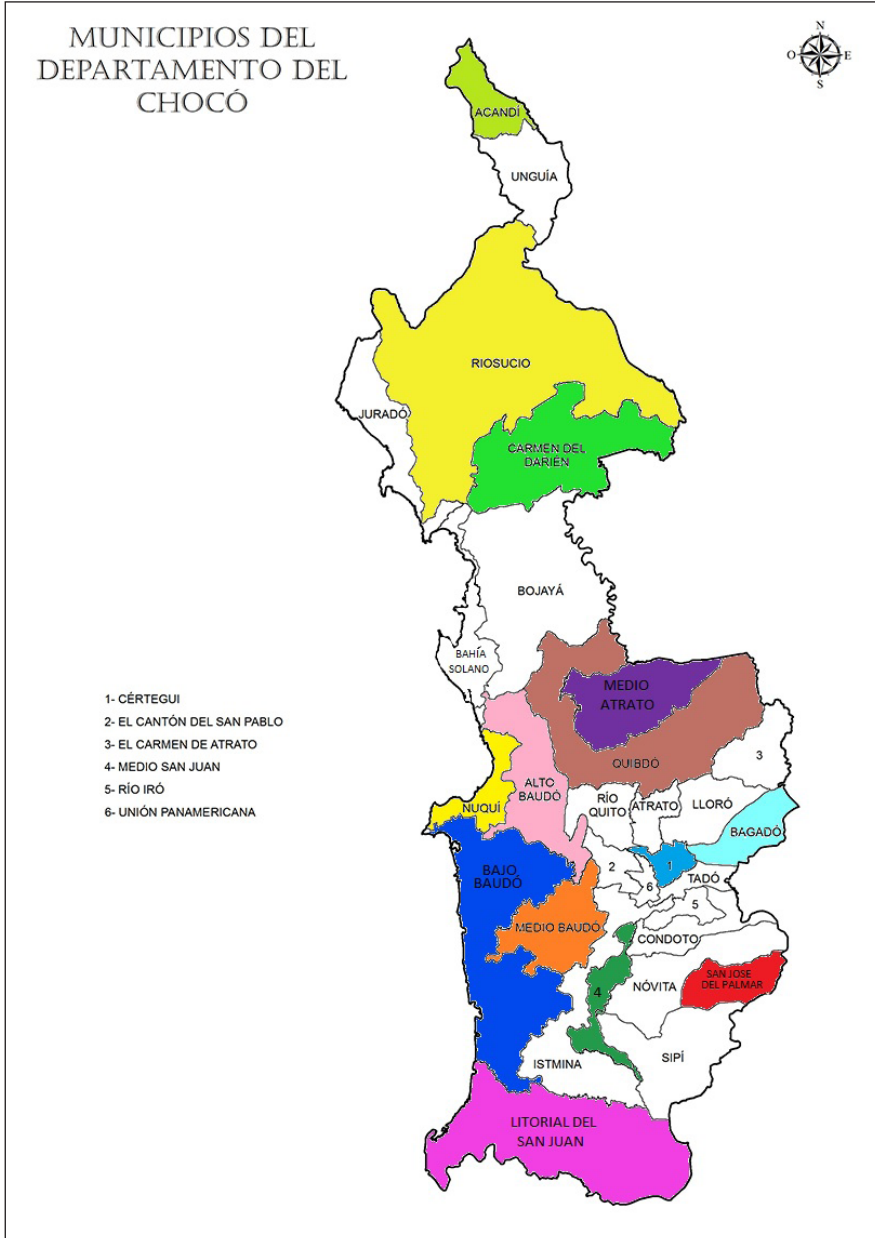 MUNICIPIOS DEL
DEPARTAMENTO DEL
CHOCÓ
N
O
E
S
ACANDÍ
UNGUÍA
RIOSUCIO
JURADÓ
CARMEN DEL
DARIÉN
BOJAYÁ
BAHÍA
SOLANO
MEDIO
ATRATO
1- CÉRTEGUI
2- EL CANTÓN DEL SAN PABLO
3- EL CARMEN DE ATRATO
4- MEDIO SAN JUAN
5- RÍO IRÓ
6- UNIÓN PANAMERICANA
QUIBDÓ
3
ALTO
BAUDÓ
NUQUÍ
RÍO
QUITO
ATRATO
LLORÓ
BAGADÓ
BAJO
BAUDÓ
2
1
6
TADÓ
5
MEDIO BAUDÓ
CONDOTO
4
NÓVITA
SAN JOSE
DEL PALMAR
ISTMINA
SIPÍ
LITORIAL DEL
SAN JUAN